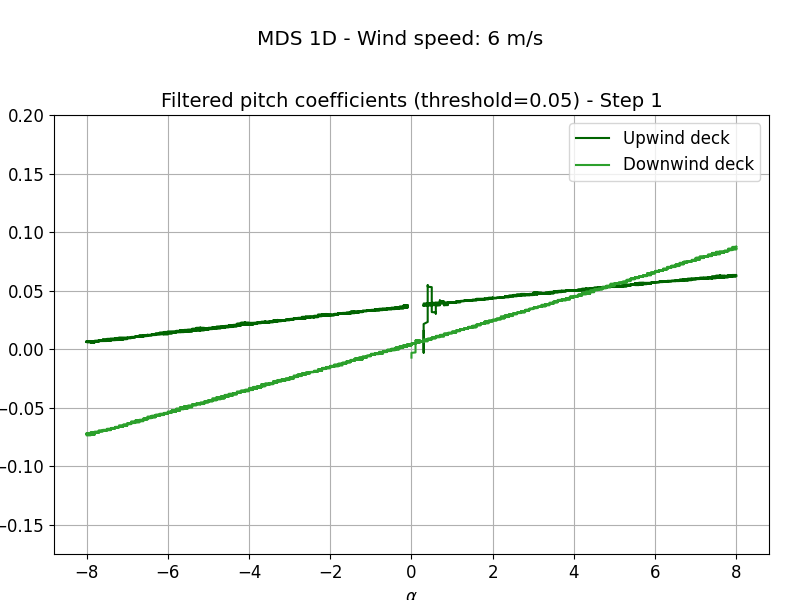 MDS 1D - Wind speed: 6 m/s
Filtered pitch coefficients (threshold=0.05) - Step 1
Upwind deck
Downwind deck
0.20
0.15
0.10
0.05
0.00
−0.05
−0.10
−0.15
−8 −6 −4 −2 0 2 4 6 8
α